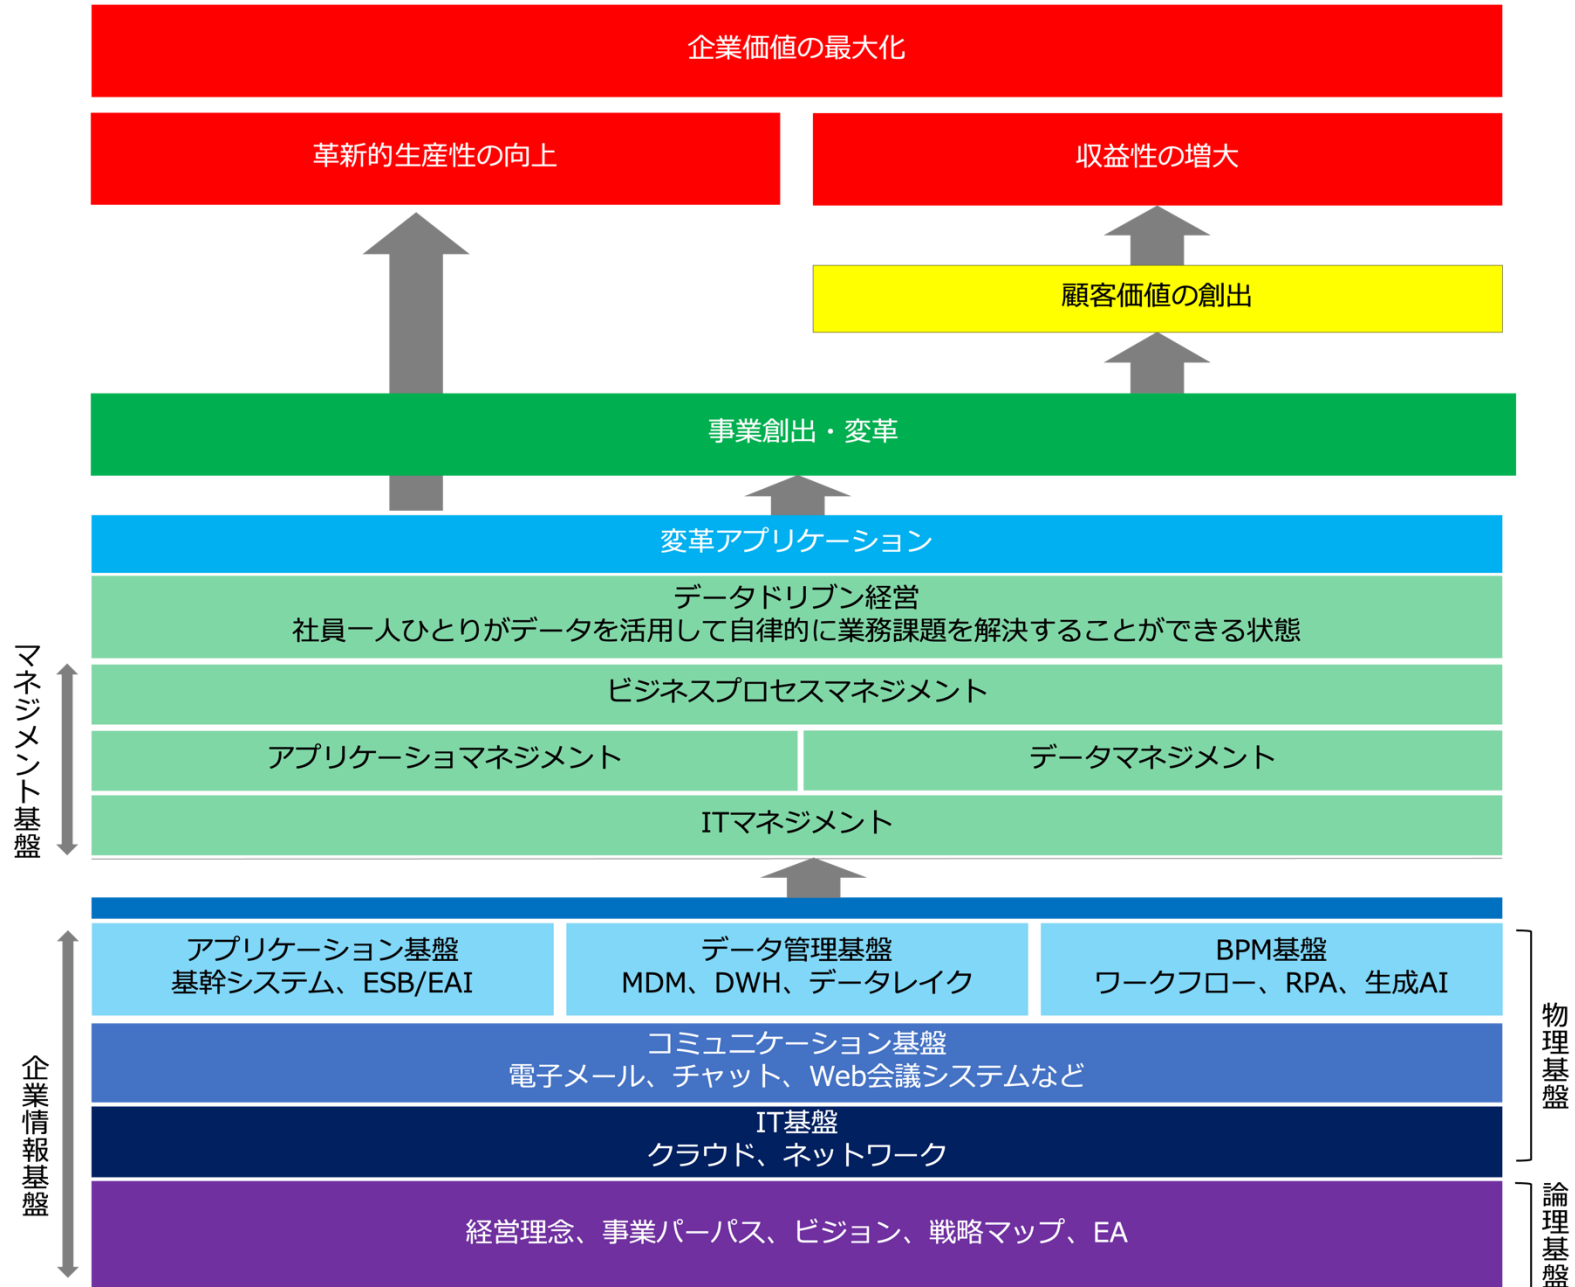 企業価値の最大化
革新的生産性の向上
収益性の増大
顧客価値の創出
事業創出・変革
変革アプリケーション
データドリブン経営
社員一人ひとりがデータを活用して自律的に業務課題を解決することができる状態
マネジメント基盤
ビジネスプロセスマネジメント
アプリケーショマネジメント
データマネジメント
ITマネジメント
企業情報基盤
アプリケーション基盤
基幹システム、ESB/EAI
データ管理基盤
MDM、DWH、データレイク
BPM基盤
ワークフロー、RPA、生成AI
物理基盤
コミュニケーション基盤
電子メール、チャット、Web会議システムなど
IT基盤
クラウド、ネットワーク
経営理念、事業パーパス、ビジョン、戦略マップ、EA
論理基盤